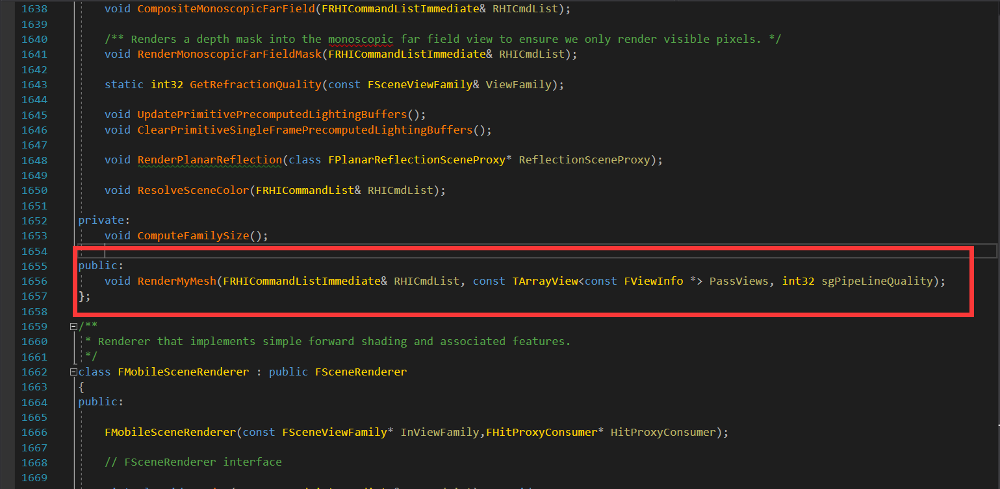 1638 void CompositeMonoscopicFarField(FRHICommandListImmediate& RHICmdList);
1639
1640 /** Renders a depth mask into the monoscopic far field view to ensure we only render visible pixels. */
1641 void RenderMonoscopicFarFieldMask(FRHICommandListImmediate& RHICmdList);
1642
1643 static int32 GetRefractionQuality(const FSceneViewFamily& ViewFamily);
1644
1645 void UpdatePrimitivePrecomputedLightingBuffers();
1646 void ClearPrimitiveSingleFramePrecomputedLightingBuffers();
1647
1648 void RenderPlanarReflection(class FPlanarReflectionSceneProxy* ReflectionSceneProxy);
1649
1650 void ResolveSceneColor(FRHICommandList& RHICmdList);
1651
1652 private:
1653 void ComputeFamilySize();
1654
1655 public:
1656 void RenderMyMesh(FRHICommandListImmediate& RHICmdList, const TArrayView<const FViewInfo *> PassViews, int32 sgPipeLineQuality);
1657 };
1658
1659 /**
1660 * Renderer that implements simple forward shading and associated features.
1661 */
1662 class FMobileSceneRenderer : public FSceneRenderer
1663 {
1664 public:
1665
1666 FMobileSceneRenderer(const FSceneViewFamily* InViewFamily,FHitProxyConsumer* HitProxyConsumer);
1667
1668 // FSceneRenderer interface
1669